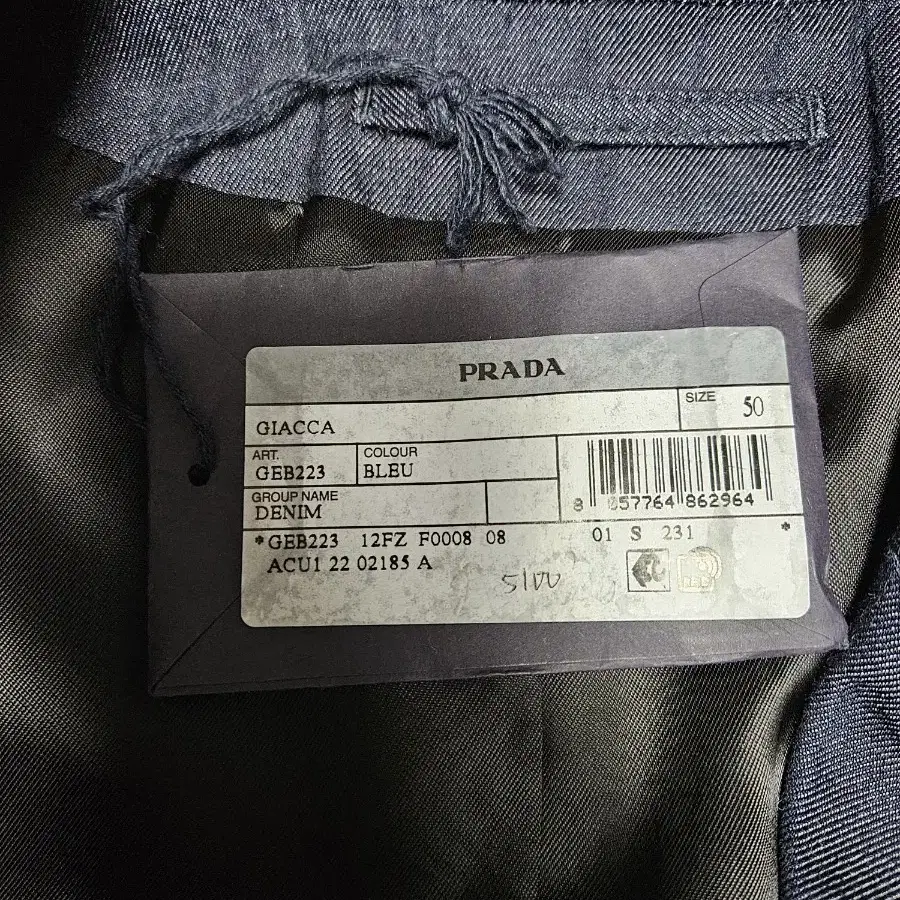 PRADA
GIACCA
SIZE 50
ART.
GEB223
COLOUR
BLEU
GROUP NAME
DENIM
8 057764 862964
*GEB223 12FZ F0008 08 01 S 231 *
ACU1 22 02185 A
5100